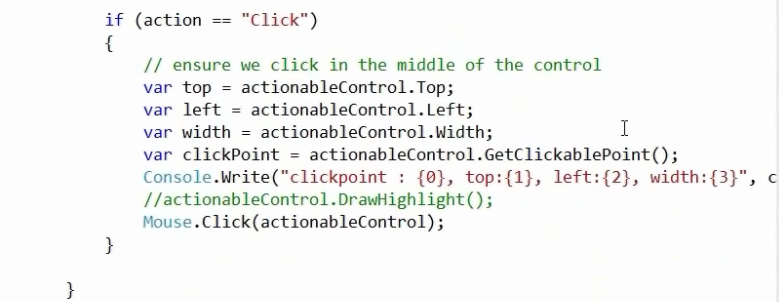 if (action == "Click")
{
// ensure we click in the middle of the control
var top = actionableControl.Top;
var left = actionableControl.Left;
var width = actionableControl.Width;
var clickPoint = actionableControl.GetClickablePoint();
Console.Write("clickpoint : {0}, top:{1}, left:{2}, width:{3}", c
//actionableControl.DrawHighlight();
Mouse.Click(actionableControl);
}
}